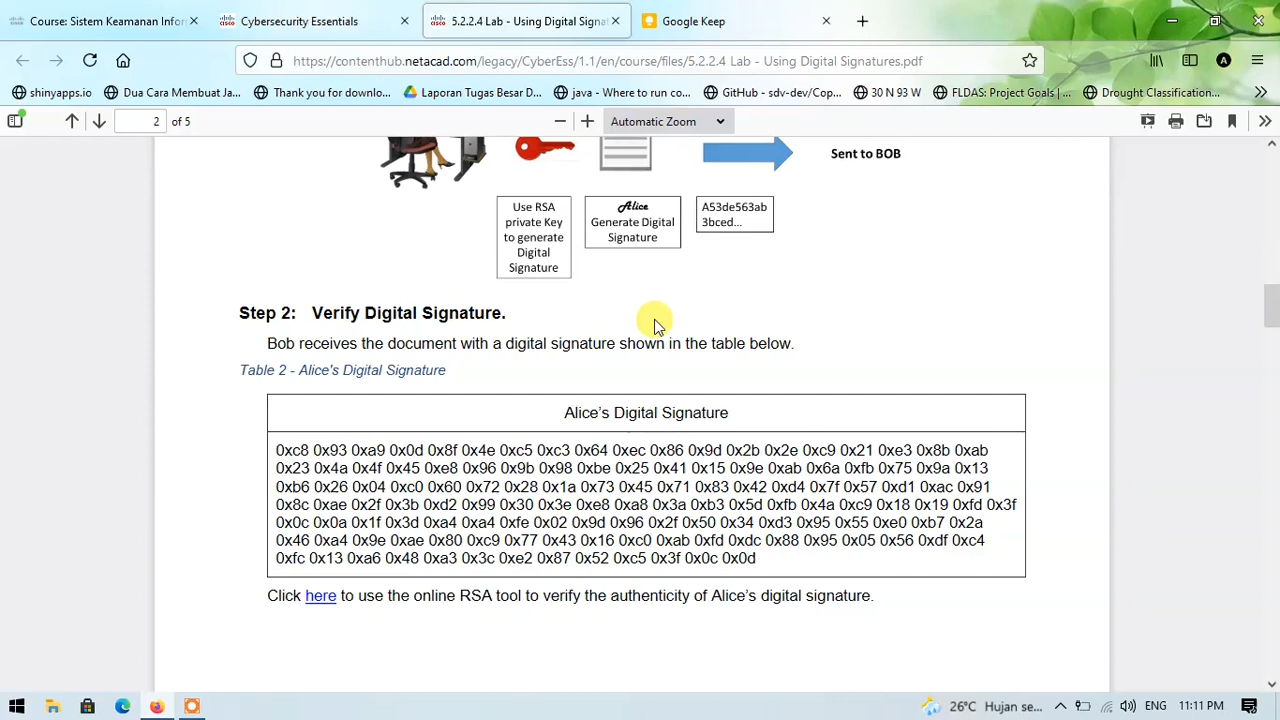 Course: Sistem Keamanan Infor
Cybersecurity Essentials
5.2.2.4 Lab - Using Digital Signat
Google Keep
https://contenthub.netacad.com/legacy/CyberEss/1.1/en/course/files/5.2.2.4 Lab - Using Digital Signatures.pdf
shinyapps.io
Dua Cara Membuat Ja...
Thank you for downlo...
Laporan Tugas Besar D...
java - Where to run co...
GitHub - sdv-dev/Cop...
30 N 93 W
FLDAS: Project Goals | ...
Drought Classification...
2 of 5
Automatic Zoom
Sent to BOB
Use RSA
private Key
to generate
Digital
Signature
Alice
Generate Digital
Signature
A53de563ab
3bced...
Step 2: Verify Digital Signature.
Bob receives the document with a digital signature shown in the table below.
Table 2 - Alice's Digital Signature
Alice's Digital Signature
0xc8 0x93 0xa9 0x0d 0x8f 0x4e 0xc5 0xc3 0x64 0xec 0x86 0x9d 0x2b 0x2e 0xc9 0x21 0xe3 0x8b 0xab
0x23 0x4a 0x4f 0x45 0xe8 0x96 0x9b 0x98 0xbe 0x25 0x41 0x15 0x9e 0xab 0x6a 0xfb 0x75 0x9a 0x13
0xb6 0x26 0x04 0xc0 0x60 0x72 0x28 0x1a 0x73 0x45 0x71 0x83 0x42 0xd4 0x7f 0x57 0xd1 0xac 0x91
0x8c 0xae 0x2f 0x3b 0xd2 0x99 0x30 0x3e 0xe8 0xa8 0x3a 0xb3 0x5d 0xfb 0x4a 0xc9 0x18 0x19 0xfd 0x3f
0x0c 0x0a 0x1f 0x3d 0xa4 0xa4 0xfe 0x02 0x9d 0x96 0x2f 0x50 0x34 0xd3 0x95 0x55 0xe0 0xb7 0x2a
0x46 0xa4 0x9e 0xae 0x80 0xc9 0x77 0x43 0x16 0xc0 0xab 0xfd 0xdc 0x88 0x95 0x05 0x56 0xdf 0xc4
0xfc 0x13 0xa6 0x48 0xa3 0x3c 0xe2 0x87 0x52 0xc5 0x3f 0x0c 0x0d
Click here to use the online RSA tool to verify the authenticity of Alice's digital signature.
26°C Hujan se...
ENG
11:11 PM